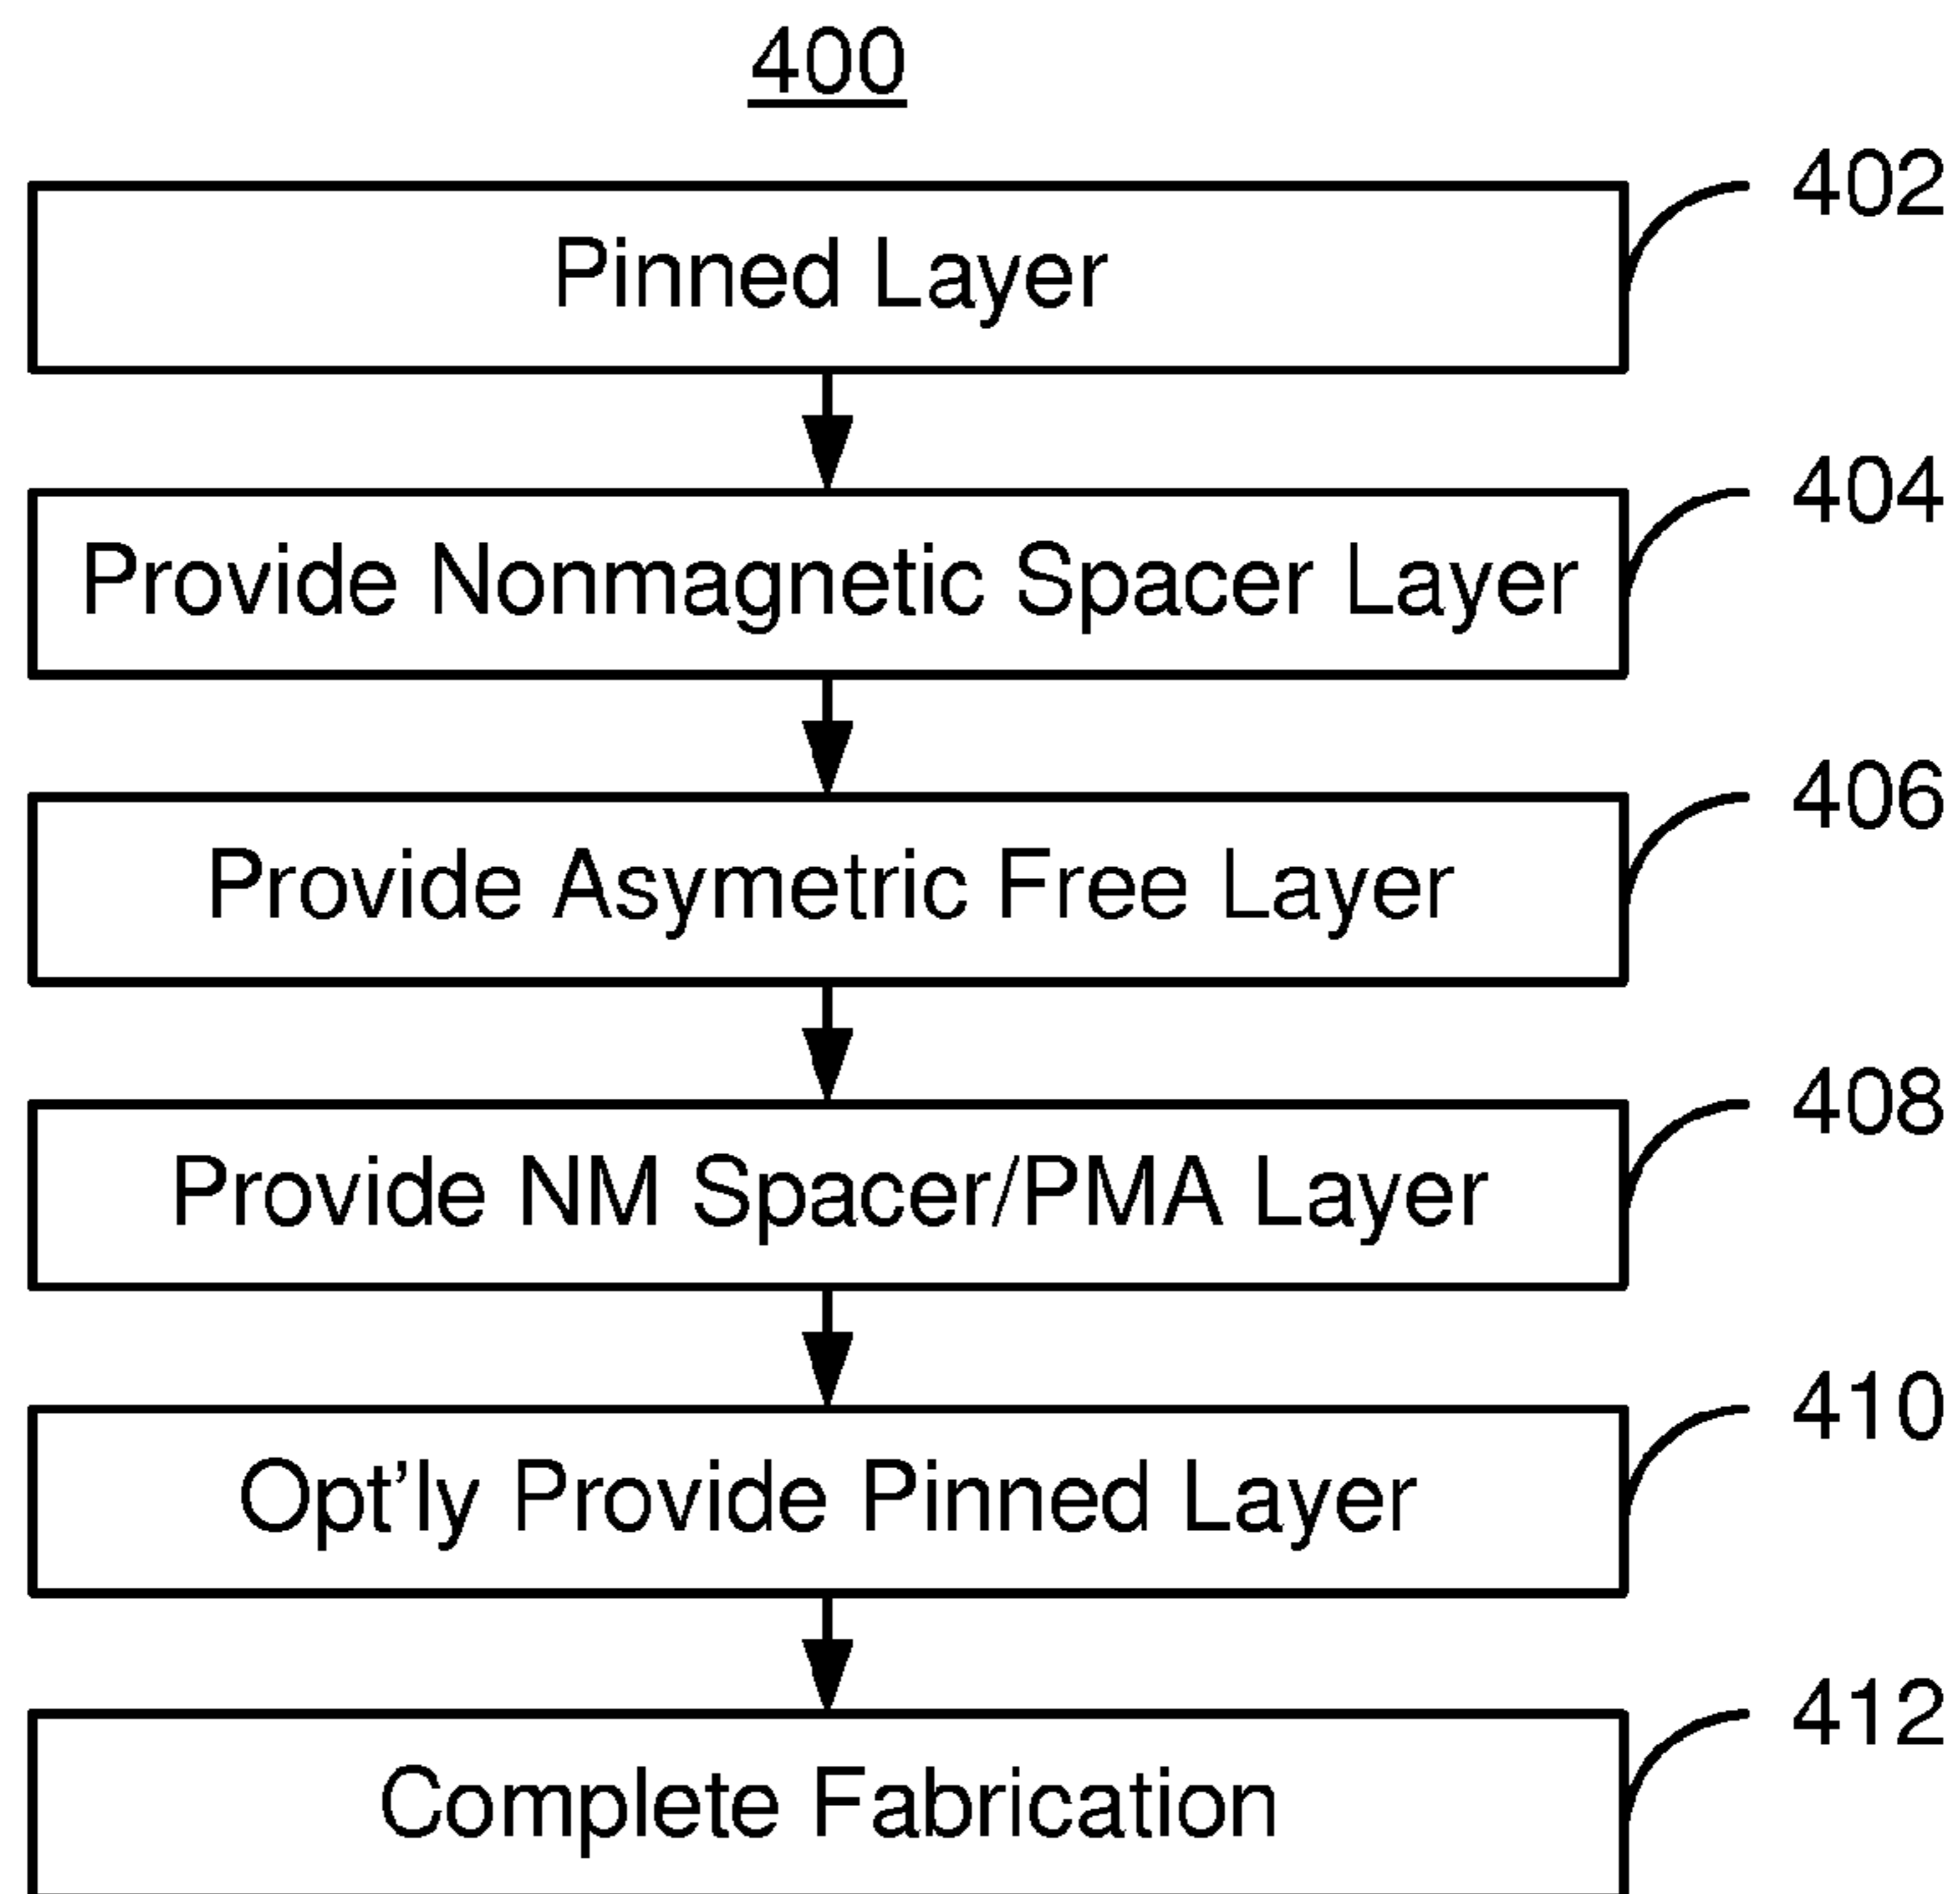 400
Pinned Layer
402
Provide Nonmagnetic Spacer Layer
404
Provide Asymetric Free Layer
406
Provide NM Spacer/PMA Layer
408
Opt'ly Provide Pinned Layer
410
Complete Fabrication
412